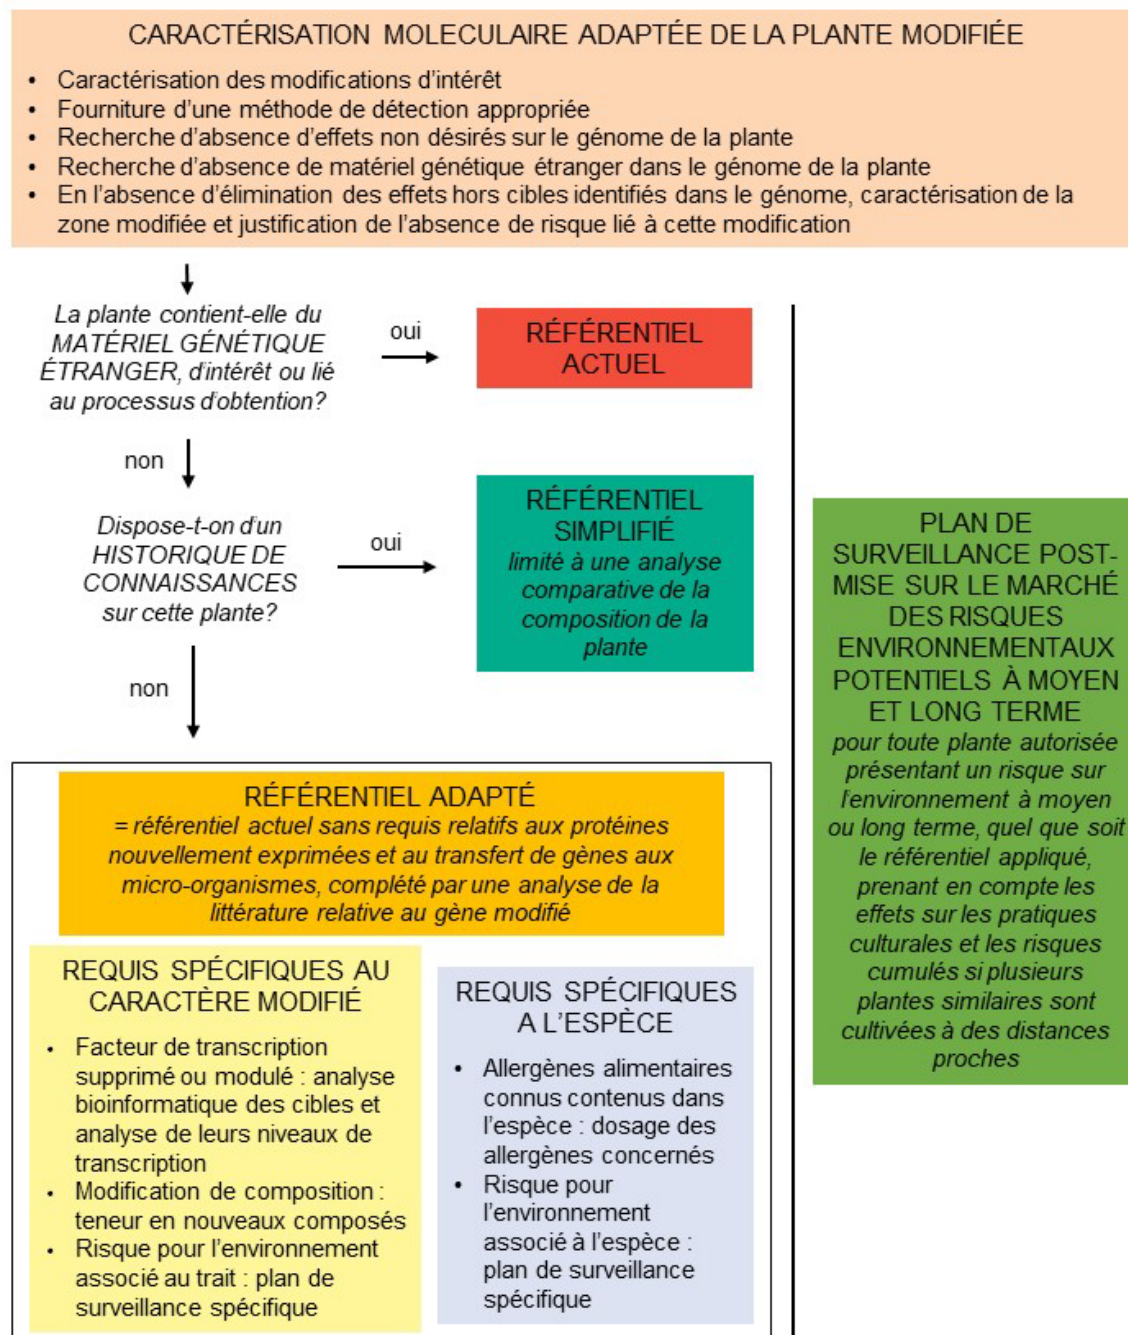 CARACTÉRISATION MOLECULAIRE ADAPTÉE DE LA PLANTE MODIFIÉE
• Caractérisation des modifications d'intérêt
• Fourniture d'une méthode de détection appropriée
• Recherche d'absence d'effets non désirés sur le génome de la plante
• Recherche d'absence de matériel génétique étranger dans le génome de la plante
• En l'absence d'élimination des effets hors cibles identifiés dans le génome, caractérisation de la
zone modifiée et justification de l'absence de risque lié à cette modification
La plante contient-elle du
MATÉRIEL GÉNÉTIQUE
ÉTRANGER, d'intérêt ou lié
au processus d'obtention?
oui
RÉFÉRENTIEL
ACTUEL
non
Dispose-t-on d'un
HISTORIQUE DE
CONNAISSANCES
sur cette plante?
oui
RÉFÉRENTIEL
SIMPLIFIÉ
limité à une analyse
comparative de la
composition de la
plante
non
RÉFÉRENTIEL ADAPTÉ
= référentiel actuel sans requis relatifs aux protéines
nouvellement exprimées et au transfert de gènes aux
micro-organismes, complété par une analyse de la
littérature relative au gène modifié
REQUIS SPÉCIFIQUES AU
CARACTÈRE MODIFIÉ
• Facteur de transcription
supprimé ou modulé : analyse
bioinformatique des cibles et
analyse de leurs niveaux de
transcription
• Modification de composition :
teneur en nouveaux composés
• Risque pour l'environnement
associé au trait : plan de
surveillance spécifique
REQUIS SPÉCIFIQUES
A L'ESPÈCE
• Allergènes alimentaires
connus contenus dans
l'espèce : dosage des
allergènes concernés
• Risque pour
l'environnement
associé à l'espèce :
plan de surveillance
spécifique
PLAN DE
SURVEILLANCE POST-
MISE SUR LE MARCHÉ
DES RISQUES
ENVIRONNEMENTAUX
POTENTIELS À MOYEN
ET LONG TERME
pour toute plante autorisée
présentant un risque sur
l'environnement à moyen
ou long terme, quel que soit
le référentiel appliqué,
prenant en compte les
effets sur les pratiques
culturales et les risques
cumulés si plusieurs
plantes similaires sont
cultivées à des distances
proches